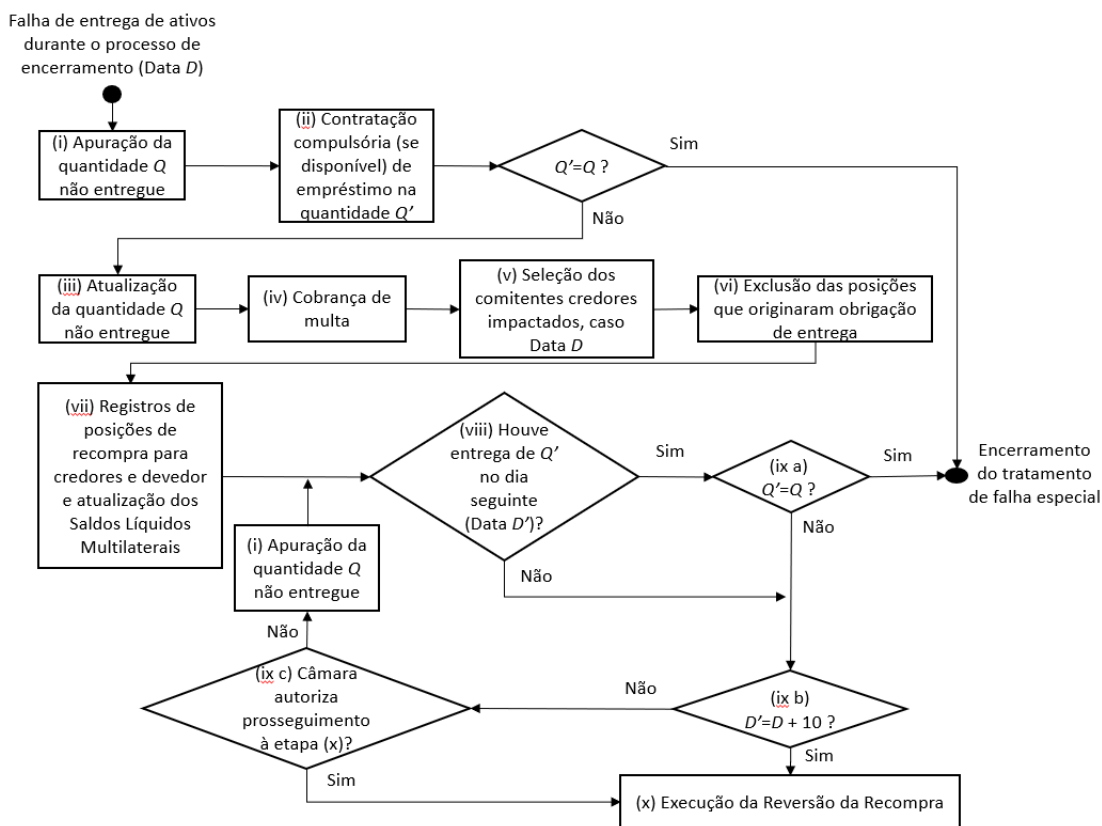 Falha de entrega de ativos
durante o processo de
encerramento (Data D)
(i) Apuração da
quantidade Q
não entregue
(ii) Contratação
compulsória (se
disponível) de
empréstimo na
quantidade Q’
Q’=Q ?
Sim
Não
(iii) Atualização
da quantidade Q
não entregue
(iv) Cobrança de
multa
(v) Seleção dos
comitentes credores
impactados, caso
Data D
(vi) Exclusão das posições
que originaram obrigação
de entrega
(vii) Registros de
posições de
recompra para
credores e devedor
e atualização dos
Saldos Líquidos
Multilaterais
(viii) Houve
entrega de Q’
no dia
seguinte
(Data D’)?
Sim
Não
(ix a)
Q’=Q ?
Sim
Não
Encerramento
do tratamento
de falha especial
(i) Apuração da
quantidade Q
não entregue
Não
(ix c) Câmara
autoriza
prosseguimento
à etapa (x)?
Sim
Não
(ix b)
D’=D + 10 ?
Sim
(x) Execução da Reversão da Recompra